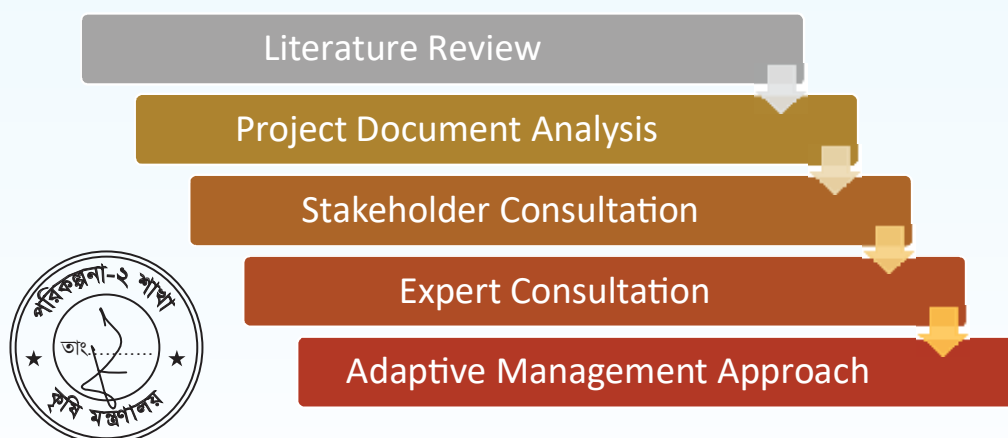 Literature Review
Project Document Analysis
Stakeholder Consultation
Expert Consultation
Adaptive Management Approach
পরিকল্পনা-২ শাখা
★ তাং............ ★
কৃষি মন্ত্রণালয়